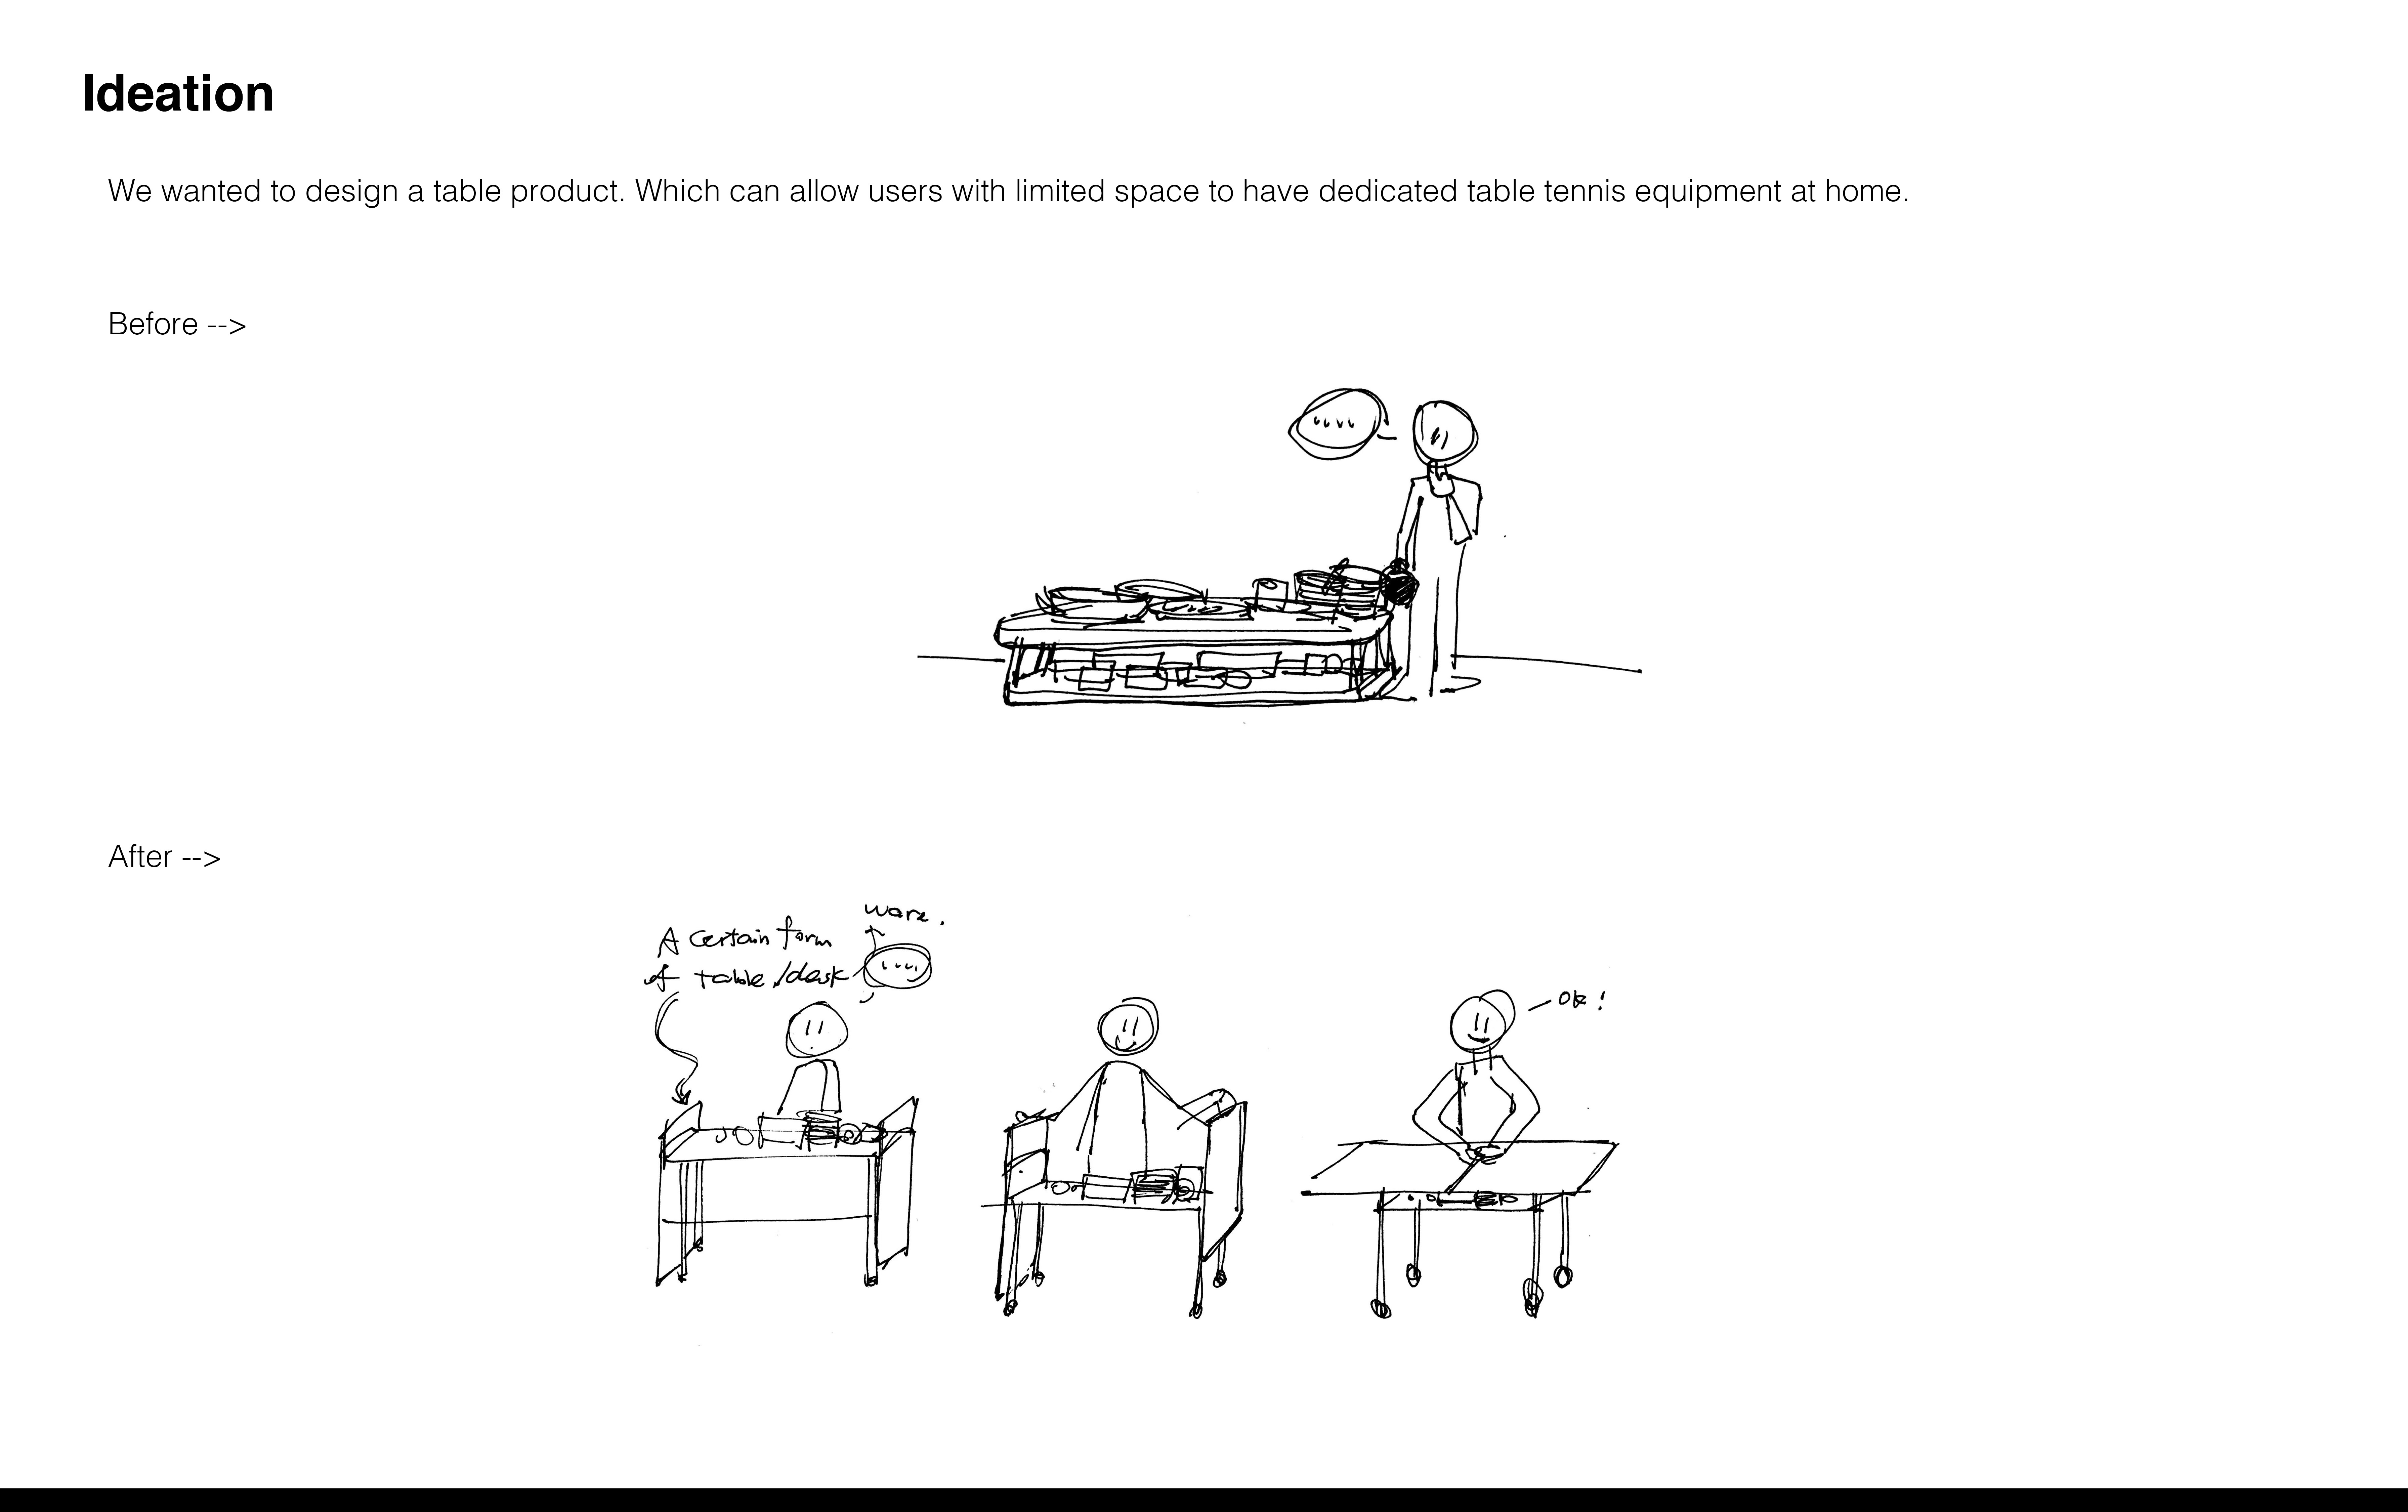 Ideation
We wanted to design a table product. Which can allow users with limited space to have dedicated table tennis equipment at home.
Before -->
After -->
A certain form
of table/desk
OK!